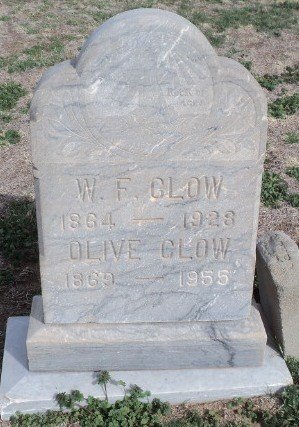 W. F. CLOW
1864 — 1928
OLIVE CLOW
1869 — 1955